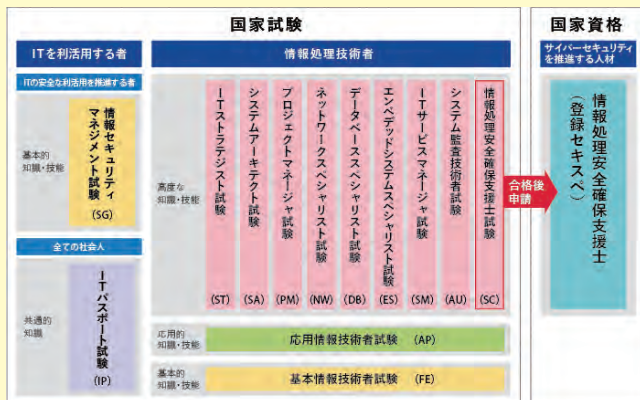 国家試験
国家資格
ITを利活用する者
情報処理技術者
サイバーセキュリティ
を推進する人材
ITの安全な利活用を推進する者
基本的
知識・技能
情報セキュリティ
マネジメント試験
(SG)
全ての社会人
共通的
知識
ITパスポート試験
(IP)
高度な
知識・技能
ITストラテジスト試験
(ST)
システムアーキテクト試験
(SA)
プロジェクトマネージャ試験
(PM)
ネットワークスペシャリスト試験
(NW)
データベーススペシャリスト試験
(DB)
エンベデッドシステムスペシャリスト試験
(ES)
ITサービスマネージャ試験
(SM)
システム監査技術者試験
(AU)
情報処理安全確保支援士試験
(SC)
合格後
申請
情報処理安全確保支援士
(登録セキスペ)
応用的
知識・技能
応用情報技術者試験 (AP)
基本的
知識・技能
基本情報技術者試験 (FE)